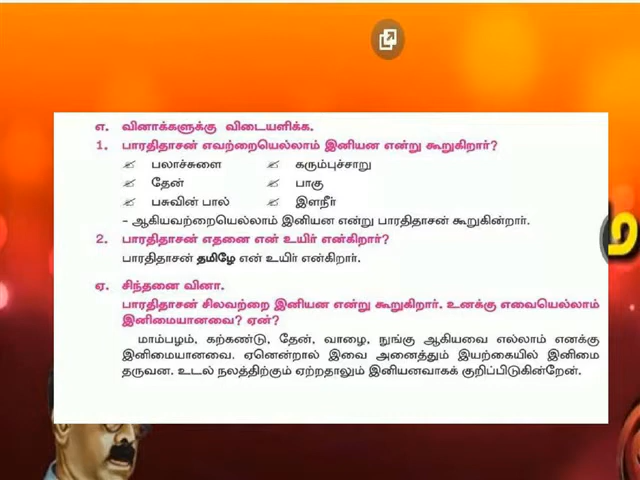 எ. வினாக்களுக்கு விடையளிக்க.
1. பாரதிதாசன் எவற்றையெல்லாம் இனியன என்று கூறுகிறார்?
பலாச்சுளை கரும்புச்சாறு
தேன் பாகு
பசுவின் பால் இளநீர்
– ஆகியவற்றையெல்லாம் இனியன என்று பாரதிதாசன் கூறுகின்றார்.
2. பாரதிதாசன் எதனை என் உயிர் என்கிறார்?
பாரதிதாசன் தமிழே என் உயிர் என்கிறார்.
ஏ. சிந்தனை வினா.
பாரதிதாசன் சிலவற்றை இனியன என்று கூறுகிறார். உனக்கு எவையெல்லாம்
இனிமையானவை? ஏன்?
மாம்பழம், கற்கண்டு, தேன், வாழை, நுங்கு ஆகியவை எல்லாம் எனக்கு
இனிமையானவை. ஏனென்றால் இவை அனைத்தும் இயற்கையில் இனிமை
தருவன. உடல் நலத்திற்கும் ஏற்றதாலும் இனியனவாகக் குறிப்பிடுகின்றேன்.